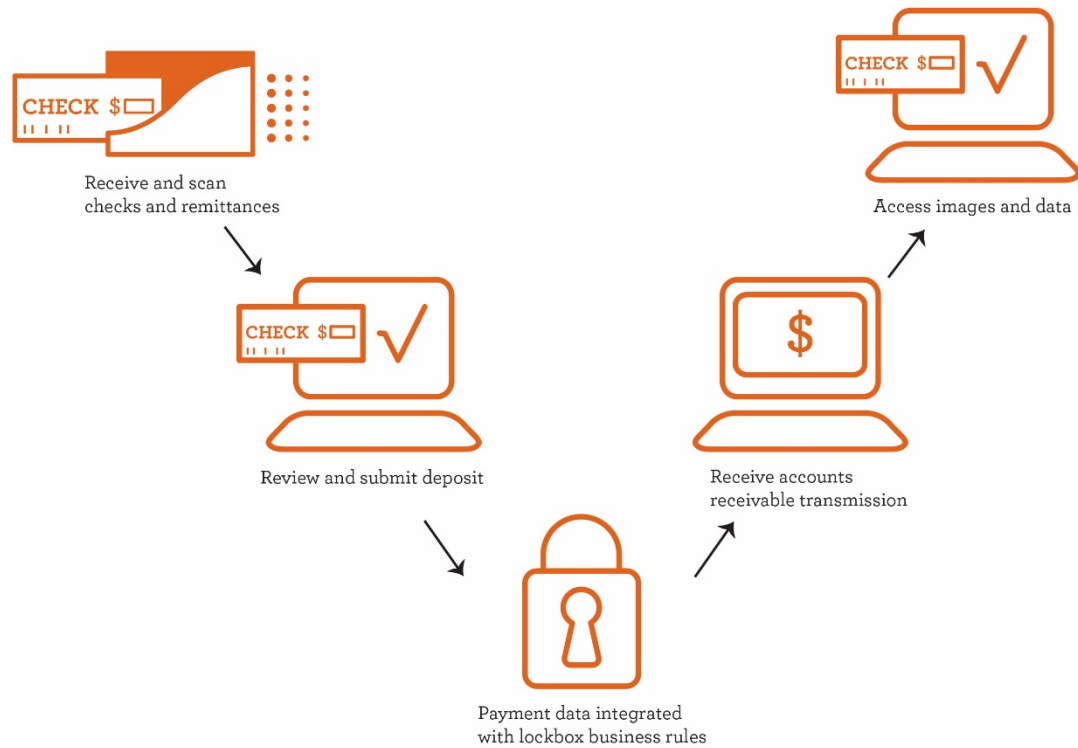 CHECK $
Receive and scan
checks and remittances
CHECK $
Review and submit deposit
Payment data integrated
with lockbox business rules
$
Receive accounts
receivable transmission
CHECK $
Access images and data